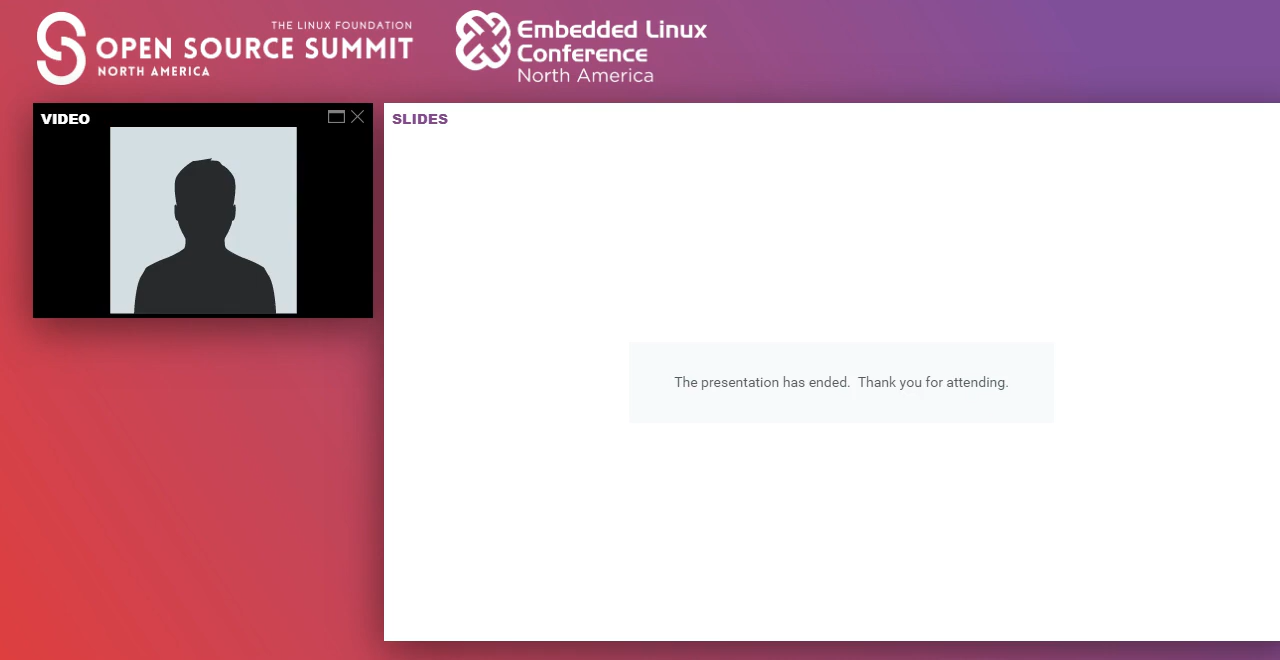 THE LINUX FOUNDATION
OPEN SOURCE SUMMIT
NORTH AMERICA
Embedded Linux
Conference
North America
VIDEO
SLIDES
The presentation has ended.  Thank you for attending.